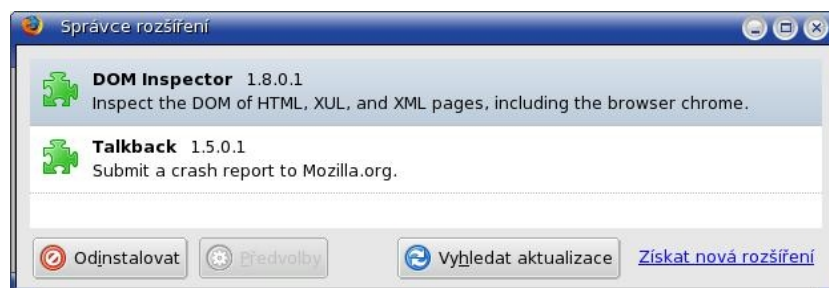 Správce rozšíření
DOM Inspector 1.8.0.1
Inspect the DOM of HTML, XUL, and XML pages, including the browser chrome.
Talkback 1.5.0.1
Submit a crash report to Mozilla.org.
Odinstalovat Předvolby Vyhledat aktualizace Získat nová rozšíření